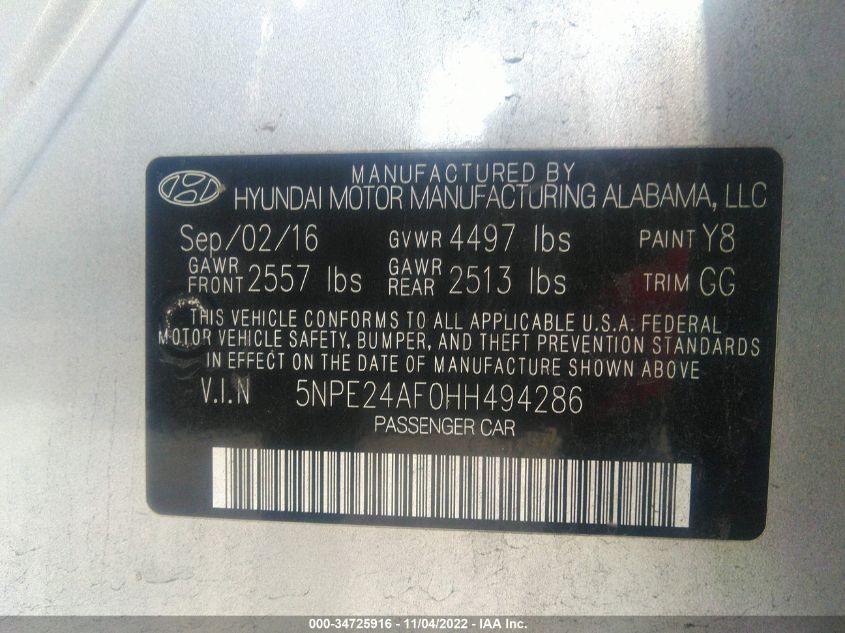 MANUFACTURED BY
HYUNDAI MOTOR MANUFACTURING ALABAMA, LLC
Sep/02/16 GVWR 4497 lbs PAINT Y8
GAWR FRONT 2557 lbs GAWR REAR 2513 lbs TRIM GG
THIS VEHICLE CONFORMS TO ALL APPLICABLE U.S.A. FEDERAL
MOTOR VEHICLE SAFETY, BUMPER, AND THEFT PREVENTION STANDARDS
IN EFFECT ON THE DATE OF MANUFACTURE SHOWN ABOVE
V.I.N 5NPE24AF0HH494286
PASSENGER CAR
000-34725916 - 11/04/2022 - IAA Inc.